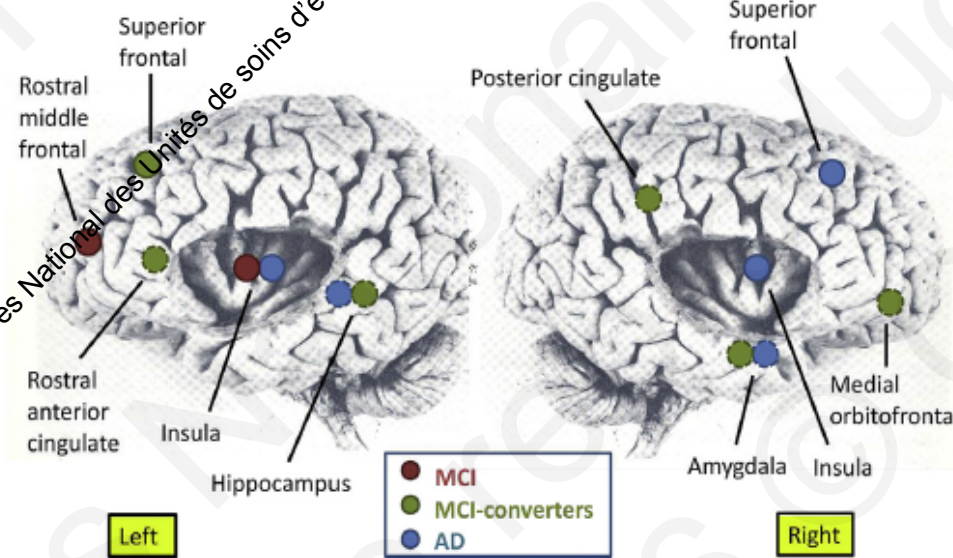 Superior
frontal
Rostral
middle
frontal
Rostral
anterior
cingulate
Insula
Hippocampus
Left
Superior
frontal
Posterior cingulate
Medial
orbitofronta
Amygdala
Insula
Right
MCI
MCI-converters
AD
es National des Unités de soins d'é